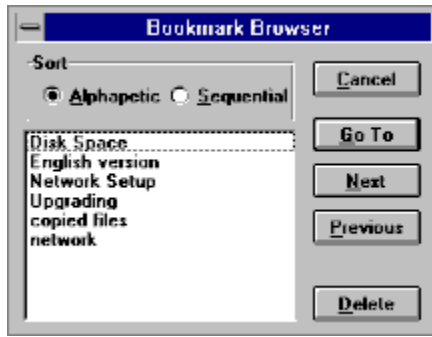 Bookmark Browser
Sort
Alphapetic Sequential
Cancel
Go To
Next
Previous
Delete
Disk Space
English version
Network Setup
Upgrading
copied files
network